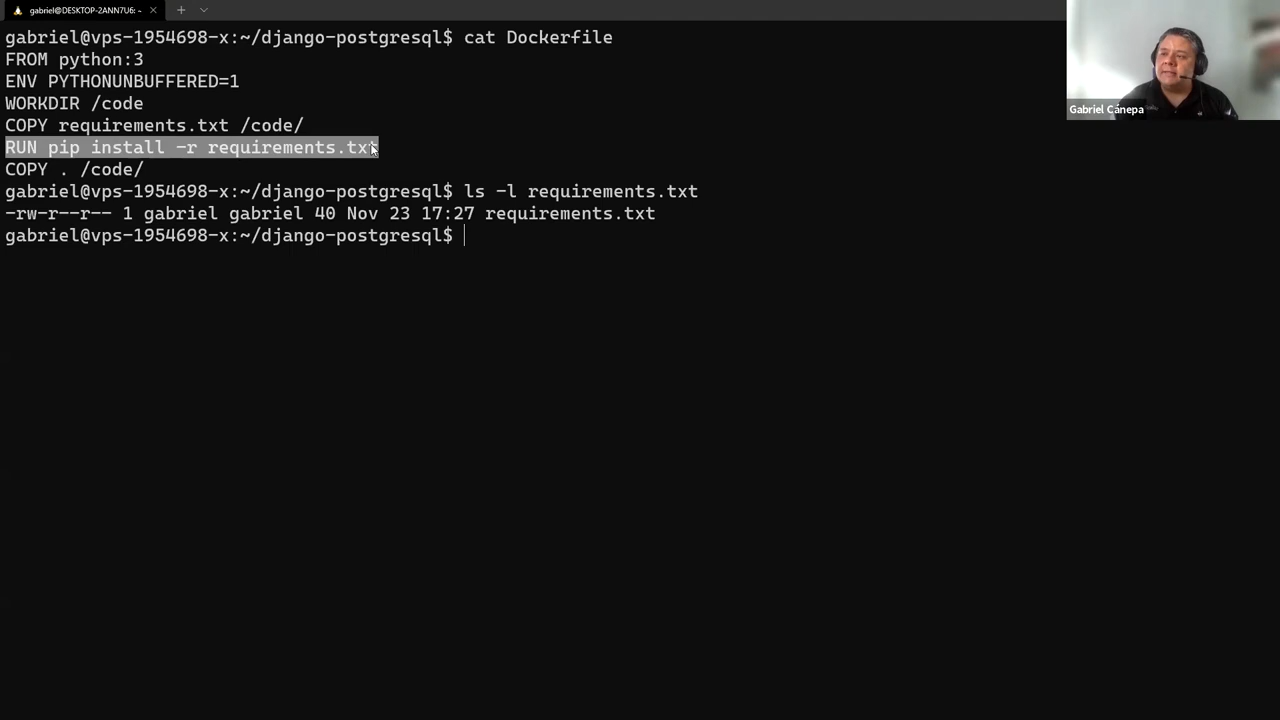 gabriel@DESKTOP-2ANN7U6: ~
gabriel@vps-1954698-x:~/django-postgresql$ cat Dockerfile
FROM python:3
ENV PYTHONUNBUFFERED=1
WORKDIR /code
COPY requirements.txt /code/
RUN pip install -r requirements.txt
COPY . /code/
gabriel@vps-1954698-x:~/django-postgresql$ ls -l requirements.txt
-rw-r--r-- 1 gabriel gabriel 40 Nov 23 17:27 requirements.txt
gabriel@vps-1954698-x:~/django-postgresql$
Gabriel Cánepa